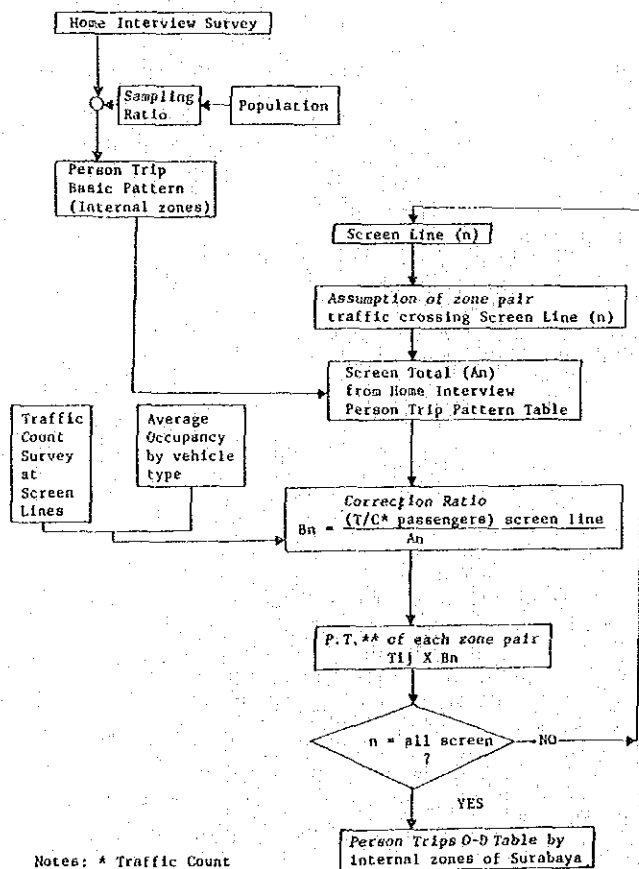 Home Interview Survey
Sampling
Ratio
Population
Person Trip
Basic Pattern
(Internal zones)
Screen Line (n)
Assumption of zone pair
traffic crossing Screen Line (n)
Screen Total (An)
from Home Interview
Person Trip Pattern Table
Traffic
Count
Survey
at
Screen
Lines
Average
Occupancy
by vehicle
type
Correction Ratio
Bn = (T/C* passengers) screen line
An
P.T.** of each zone pair
Tij X Bn
n = all screen
?
NO
YES
Person Trips O-D Table by
internal zones of Surabaya
Notes: * Traffic Count